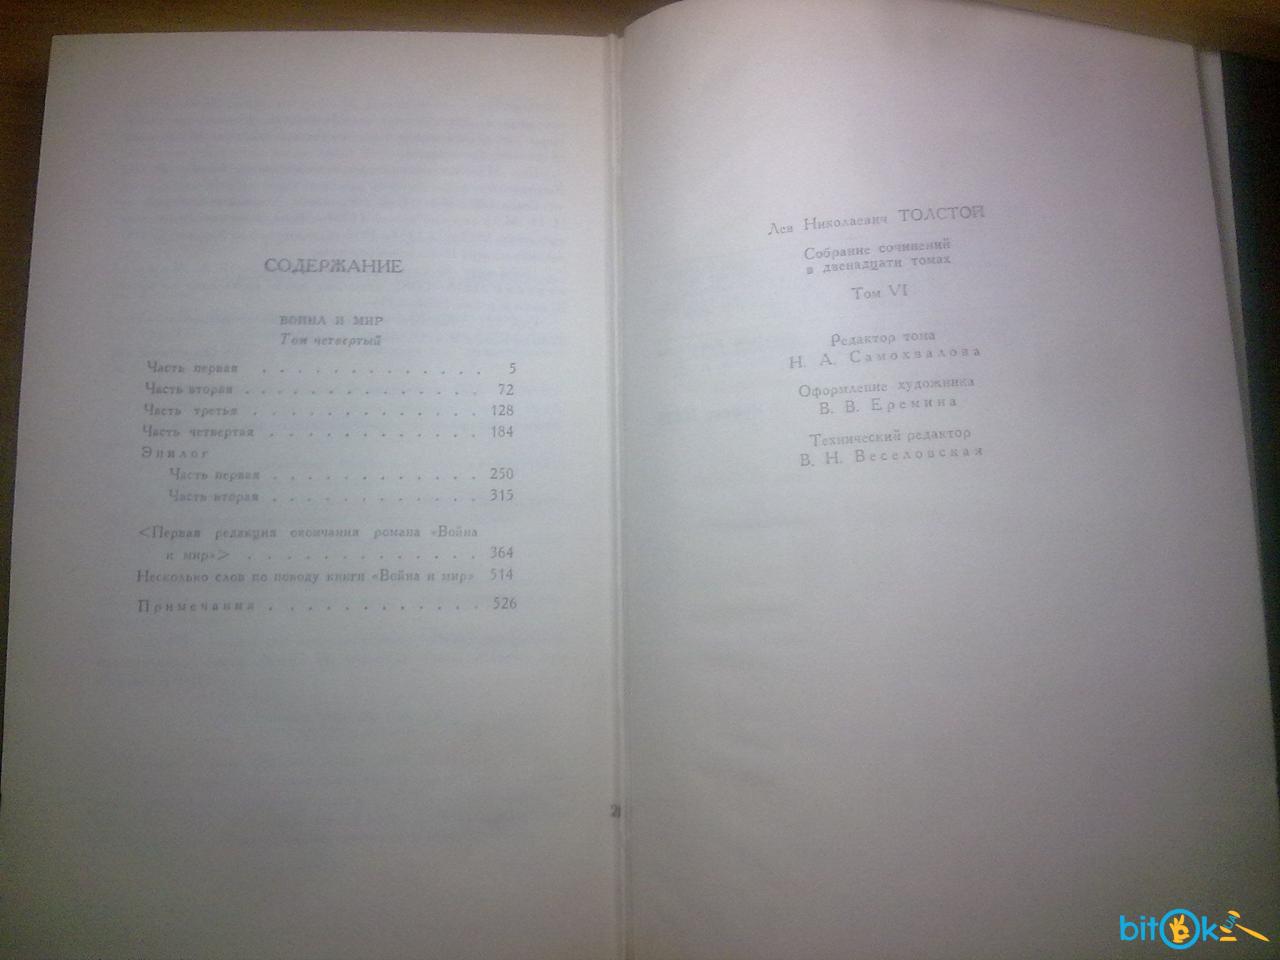 СОДЕРЖАНИЕ
ВОЙНА И МИР
Том четвертый
Часть первая . . . . . . . . . . . . . 5
Часть вторая . . . . . . . . . . . . . 72
Часть третья . . . . . . . . . . . . . 128
Часть четвертая . . . . . . . . . . . . 184
Эпилог
Часть первая . . . . . . . . . . . . 250
Часть вторая . . . . . . . . . . . . 315
<Первая редакция окончания романа «Война
и мир»> . . . . . . . . . . . . . 364
Несколько слов по поводу книги «Война и мир» 514
Примечания . . . . . . . . . . . . 526
Лев Николаевич ТОЛСТОЙ
Собрание сочинений
в двенадцати томах
Том VI
Редактор тома
Н. А. Самохвалова
Оформление художника
В. В. Еремина
Технический редактор
В. Н. Веселовская
bitOk
UA